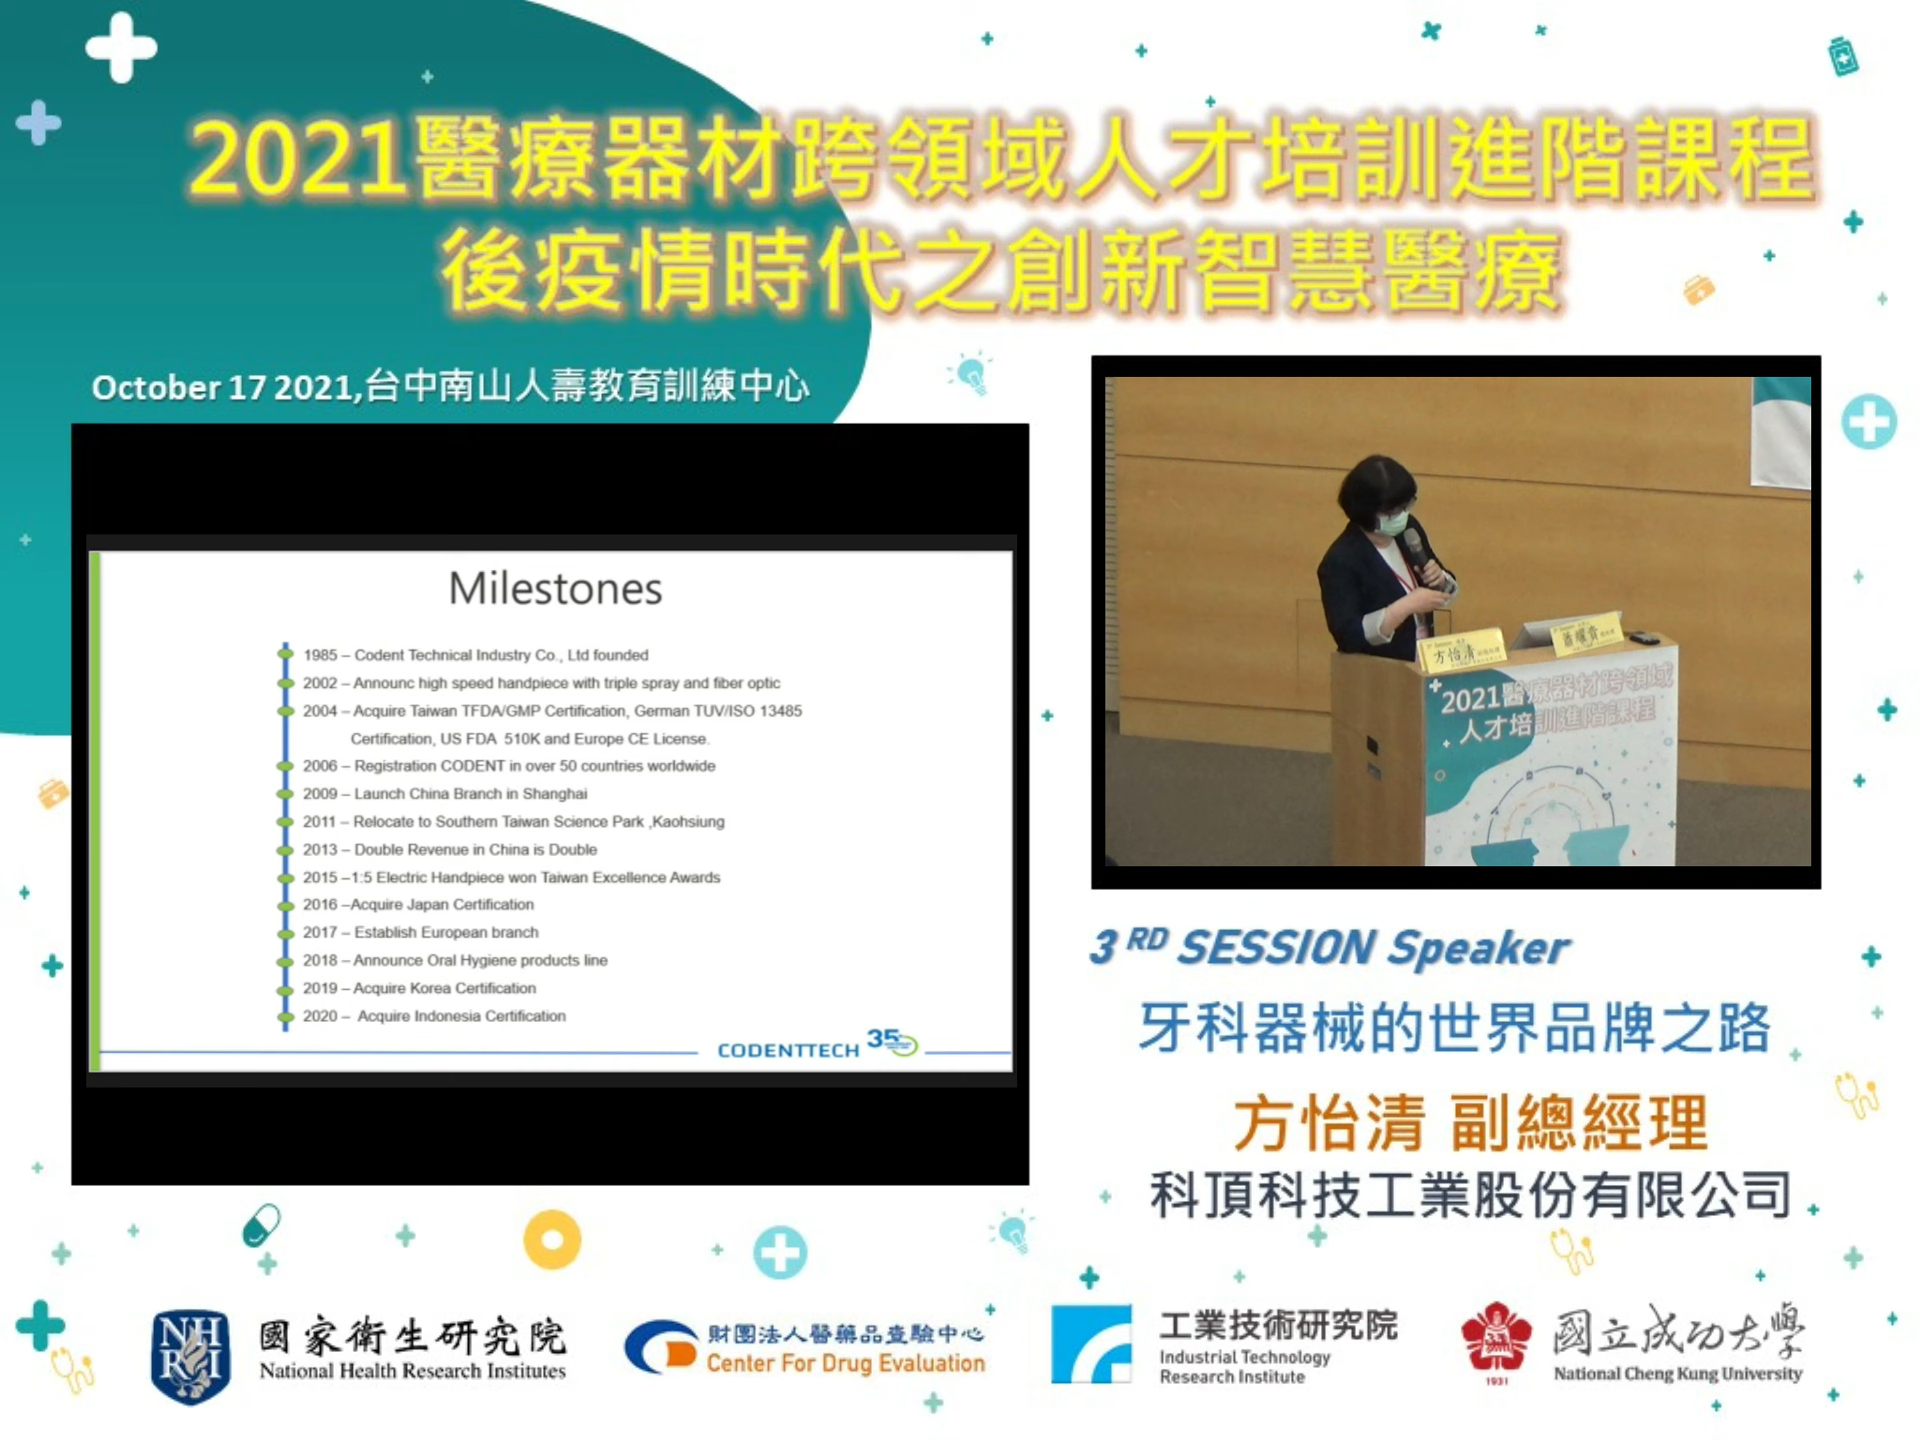 2021醫療器材跨領域人才培訓進階課程
後疫情時代之創新智慧醫療
October 17 2021,台中南山人壽教育訓練中心
Milestones
1985 – Codent Technical Industry Co., Ltd founded
2002 – Announc high speed handpiece with triple spray and fiber optic
2004 – Acquire Taiwan TFDA/GMP Certification, German TUV/ISO 13485
Certification, US FDA 510K and Europe CE License.
2006 – Registration CODENT in over 50 countries worldwide
2009 – Launch China Branch in Shanghai
2011 – Relocate to Southern Taiwan Science Park ,Kaohsiung
2013 – Double Revenue in China is Double
2015 –1:5 Electric Handpiece won Taiwan Excellence Awards
2016 –Acquire Japan Certification
2017 – Establish European branch
2018 – Announce Oral Hygiene products line
2019 – Acquire Korea Certification
2020 – Acquire Indonesia Certification
CODENTTECH 35
方怡清
2021醫療器材跨領域
人才培訓進階課程
3RD SESSION Speaker
牙科器械的世界品牌之路
方怡清 副總經理
科頂科技工業股份有限公司
NHRI
國家衛生研究院
National Health Research Institutes
財團法人醫藥品查驗中心
Center For Drug Evaluation
工業技術研究院
Industrial Technology
Research Institute
1931
國立成功大學
National Cheng Kung University